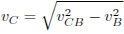 $v_C = \sqrt{v_{CB}^2 - v_B^2}$